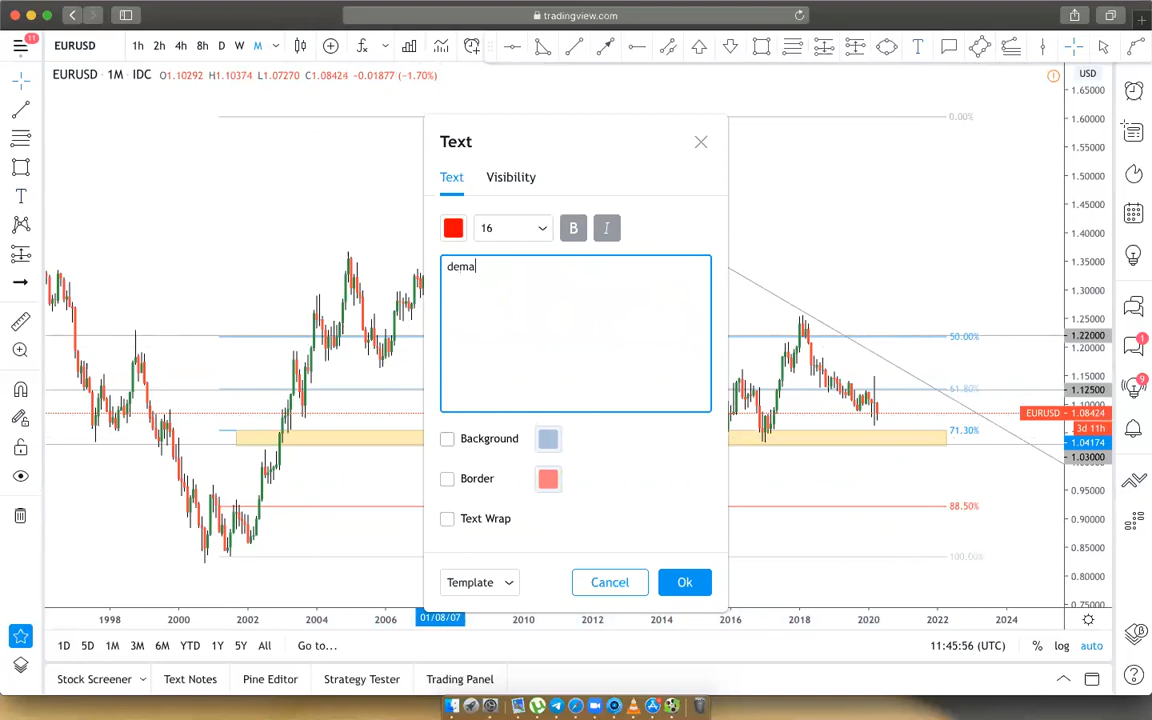 tradingview.com
11
EURUSD
1h 2h 4h 8h D W M
EURUSD · 1M · IDC O1.10292 H1.10374 L1.07270 C1.08424 -0.01877 (-1.70%)
USD
1.65000
1.60000
1.55000
1.50000
1.45000
1.40000
1.35000
1.30000
1.25000
1.22000
1.20000
1.15000
1.12500
1.10000
EURUSD 1.08424
3d 11h
1.04174
1.03000
0.95000
0.90000
0.85000
0.80000
0.75000
0.00%
50.00%
61.80%
71.30%
88.50%
100.00%
Text
Text Visibility
16 B I
dema
Background
Border
Text Wrap
Template Cancel Ok
1998 2000 2002 2004 2006 01/08/07 2010 2012 2014 2016 2018 2020 2022 2024
1D 5D 1M 3M 6M YTD 1Y 5Y All Go to... 11:45:56 (UTC) % log auto
Stock Screener Text Notes Pine Editor Strategy Tester Trading Panel
1
9